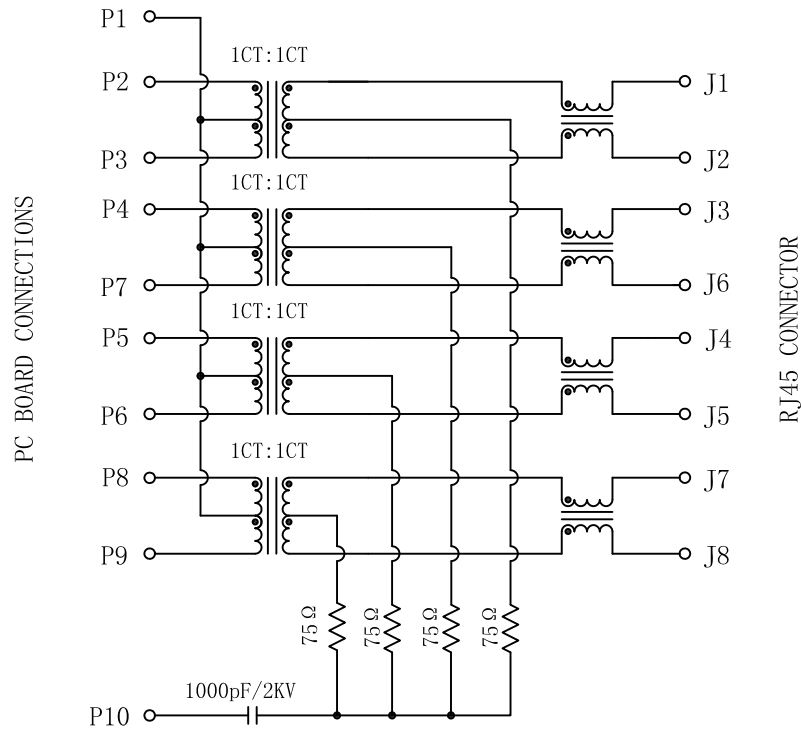 P1
1CT:1CT
P2
J1
P3
J2
1CT:1CT
P4
J3
P7
J6
1CT:1CT
P5
J4
P6
J5
1CT:1CT
P8
J7
P9
J8
PC BOARD CONNECTIONS
RJ45 CONNECTOR
75Ω
75Ω
75Ω
75Ω
1000pF/2KV
P10